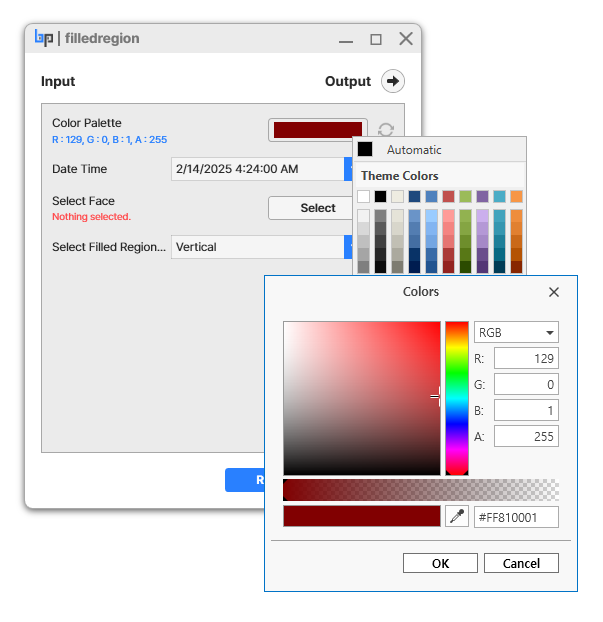 bp | filledregion
Input
Output
Color Palette
R : 129, G : 0, B : 1, A : 255
Date Time
2/14/2025 4:24:00 AM
Select Face
Nothing selected.
Select
Select Filled Region...
Vertical
R
Automatic
Theme Colors
Colors
RGB
R: 129
G: 0
B: 1
A: 255
#FF810001
OK
Cancel